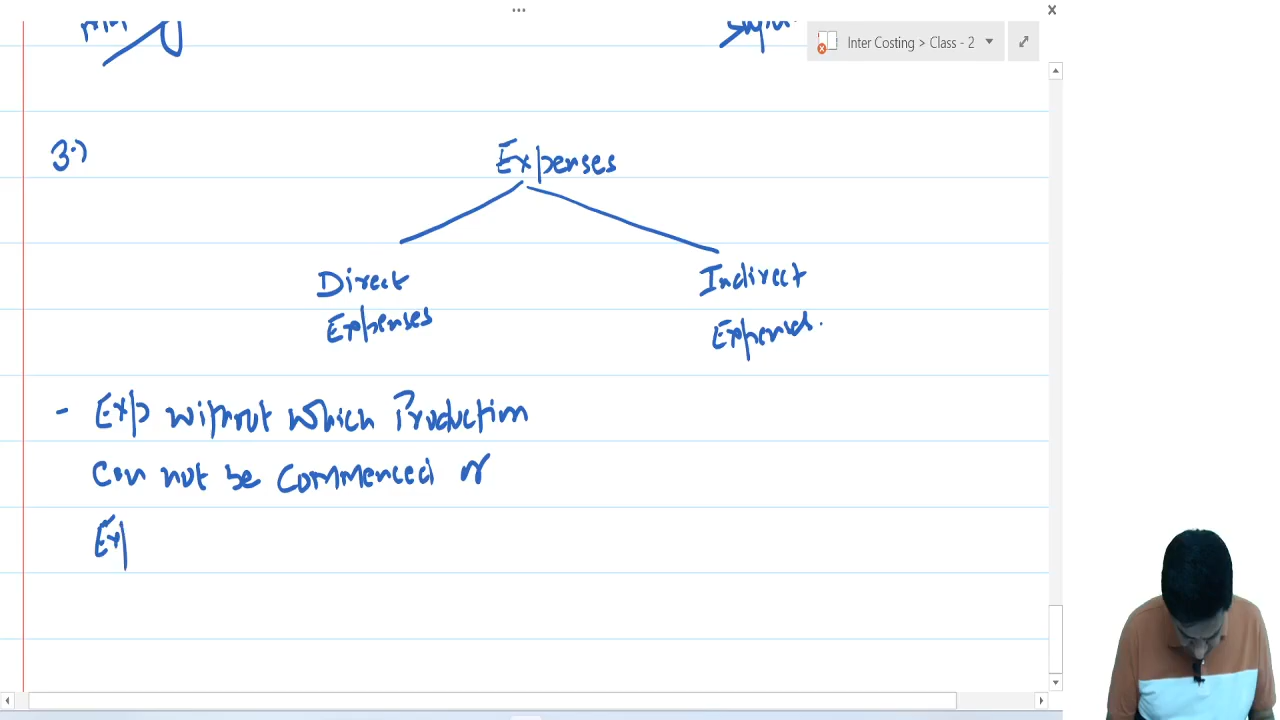 Inter Costing > Class - 2
3.)
Expenses
Direct
Expenses
Indirect
Expenses.
- Exp without which Production
Can not be Commenced or
Exp